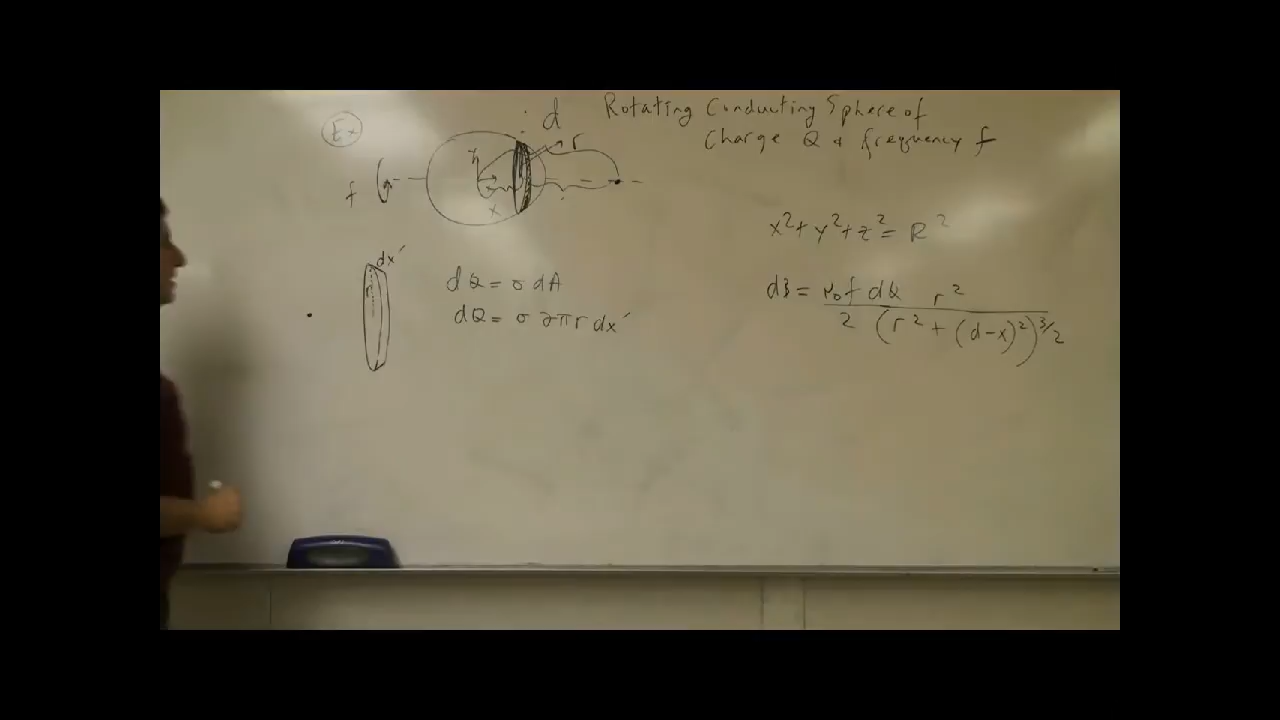 Ex
Rotating Conducting Sphere of
Charge Q + frequency f
d
r
f
x
x²+y²+z²=R²
dx′
r
dQ = σ dA
dQ = σ 2πr dx′
dB = μ₀f dQ r² / 2 (r² + (d-x)²)^3/2